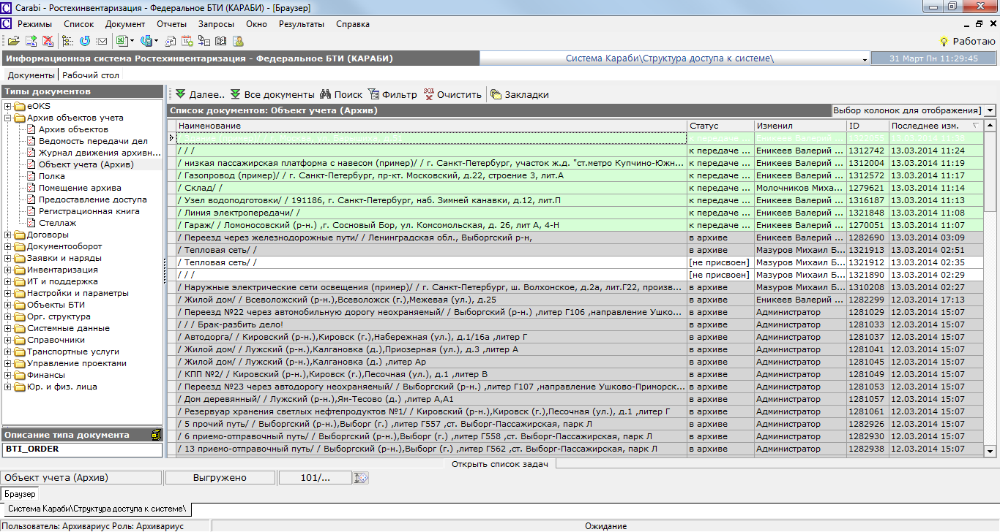 Carabi - Ростехинвентаризация - Федеральное БТИ (КАРАБИ) - [Браузер]
Режимы Список Документ Отчеты Запросы Окно Результаты Справка
Работаю
Информационная система Ростехинвентаризация - Федеральное БТИ (КАРАБИ) Система Караби\Структура доступа к системе\ 31 Март Пн 11:29:45
Документы Рабочий стол
Типы документов
eOKS
Архив объектов учета
Архив объектов
Ведомость передачи дел
Журнал движения архивн...
Объект учета (Архив)
Полка
Помещение архива
Предоставление доступа
Регистрационная книга
Стеллаж
Договоры
Документооборот
Заявки и наряды
Инвентаризация
ИТ и поддержка
Настройки и параметры
Объекты БТИ
Орг. структура
Системные данные
Справочники
Транспортные услуги
Управление проектами
Финансы
Юр. и физ. лица
Описание типа документа
BTI_ORDER
Далее.. Все документы Поиск Фильтр Очистить Закладки
Список документов: Объект учета (Архив) Выбор колонок для отображения]
Наименование Статус Изменил ID Последнее изм.
/ Здание (пример)/ / г. Москва, ул. Барышиха, д.51 к передаче ... Еникеев Валерий ... 1322055 13.03.2014 11:38
/ / / к передаче ... Еникеев Валерий ... 1312742 13.03.2014 11:24
/ низкая пассажирская платформа с навесом (пример)/ / г. Санкт-Петербург, участок ж.д. "ст.метро Купчино-Южн... к передаче ... Еникеев Валерий ... 1312004 13.03.2014 11:19
/ Газопровод (пример)/ / г. Санкт-Петербург, пр-кт. Московский, д.22, строение 3, лит.А к передаче ... Еникеев Валерий ... 1312572 13.03.2014 11:17
/ Склад/ / к передаче ... Молочников Миха... 1279621 13.03.2014 11:14
/ Узел водоподготовки/ / 191186, г. Санкт-Петербург, наб. Зимней канавки, д.12, лит.П к передаче ... Еникеев Валерий ... 1316187 13.03.2014 11:13
/ Линия электропередачи/ / к передаче ... Еникеев Валерий ... 1321848 13.03.2014 11:08
/ Гараж/ / Ломоносовский (р-н.) ,г. Сосновый Бор, ул. Комсомольская, д. 26, лит А, 4-Н к передаче ... Еникеев Валерий ... 1270051 13.03.2014 11:07
/ Переезд через железнодорожные пути/ / Ленинградская обл., Выборгский р-н, в архиве Еникеев Валерий ... 1282690 13.03.2014 03:09
/ Тепловая сеть/ / в архиве Мазуров Михаил Б... 1321913 13.03.2014 02:51
/ Тепловая сеть/ / [не присвоен] Мазуров Михаил Б... 1321912 13.03.2014 02:35
/ / / [не присвоен] Мазуров Михаил Б... 1321890 13.03.2014 02:29
/ Наружные электрические сети освещения (пример)/ / г. Санкт-Петербург, ш. Волхонское, д.2а, лит.Г22, произв... в архиве Мазуров Михаил Б... 1310208 13.03.2014 02:27
/ Жилой дом/ / Всеволожский (р-н.),Всеволожск (г.),Межевая (ул.), д.25 в архиве Еникеев Валерий ... 1282299 12.03.2014 17:13
/ Переезд №22 через автомобильную дорогу неохраняемый/ / Выборгский (р-н.) ,литер Г106 ,направление Ушко... в архиве Администратор 1281029 12.03.2014 15:07
/ / / Брак-разбить дело! в архиве Администратор 1281033 12.03.2014 15:07
/ Автодорга/ / Кировский (р-н.),Кировск (г.),Набережная (ул.), д.1/16а ,литер Г в архиве Администратор 1281037 12.03.2014 15:07
/ Жилой дом/ / Лужский (р-н.),Калгановка (д.),Приозерная (ул.), д.3 ,литер А в архиве Администратор 1281041 12.03.2014 15:07
/ Жилой дом/ / Лужский (р-н.),Калгановка (д.) ,литер Ар в архиве Администратор 1281045 12.03.2014 15:07
/ КПП №2/ / Кировский (р-н.),Кировск (г.),Песочная (ул.), д.1 ,литер В в архиве Администратор 1281049 12.03.2014 15:07
/ Переезд №23 через автодорогу неохраняемый/ / Выборгский (р-н.) ,литер Г107 ,направление Ушково-Приморск... в архиве Администратор 1281053 12.03.2014 15:07
/ Дом деревянный/ / Лужский (р-н.),Ям-Тесово (д.) ,литер А,А1 в архиве Администратор 1281057 12.03.2014 15:07
/ Резервуар хранения светлых нефтепродуктов №1/ / Кировский (р-н.),Кировск (г.),Песочная (ул.), д.1 ,литер Г в архиве Администратор 1281061 12.03.2014 15:07
/ 5 прочий путь/ / Выборгский (р-н.),Выборг (г.) ,литер Г557 ,ст. Выборг-Пассажирская, парк Л в архиве Администратор 1282926 12.03.2014 15:07
/ 6 приемо-отправочный путь/ / Выборгский (р-н.),Выборг (г.) ,литер Г558 ,ст. Выборг-Пассажирская, парк Л в архиве Администратор 1282930 12.03.2014 15:07
/ 13 приемо-отправочный путь/ / Выборгский (р-н.),Выборг (г.) ,литер Г562 ,ст. Выборг-Пассажирская, парк Л в архиве Администратор 1282938 12.03.2014 15:07
Открыть список задач
Объект учета (Архив) Выгружено 101/...
Браузер
Система Караби\Структура доступа к системе\
Пользователь: Архивариус Роль: Архивариус Ожидание